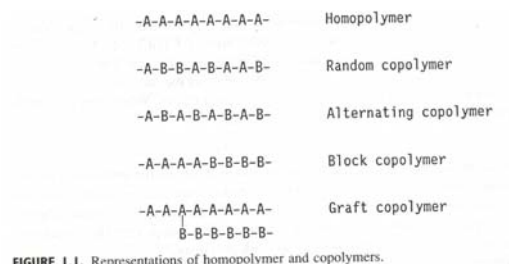 -A-A-A-A-A-A-A-A- Homopolymer
-A-B-B-A-B-A-A-B- Random copolymer
-A-B-A-B-A-B-A-B- Alternating copolymer
-A-A-A-A-B-B-B-B- Block copolymer
-A-A-A-A-A-A-A-A- Graft copolymer
B-B-B-B-B-B-
FIGURE 1.1. Representations of homopolymer and copolymers.